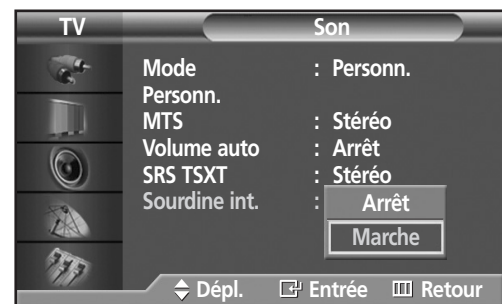 TV Son
Mode : Personn.
Personn.
MTS : Stéréo
Volume auto : Arrêt
SRS TSXT : Stéréo
Sourdine int. : Arrêt
Marche
Dépl. Entrée Retour